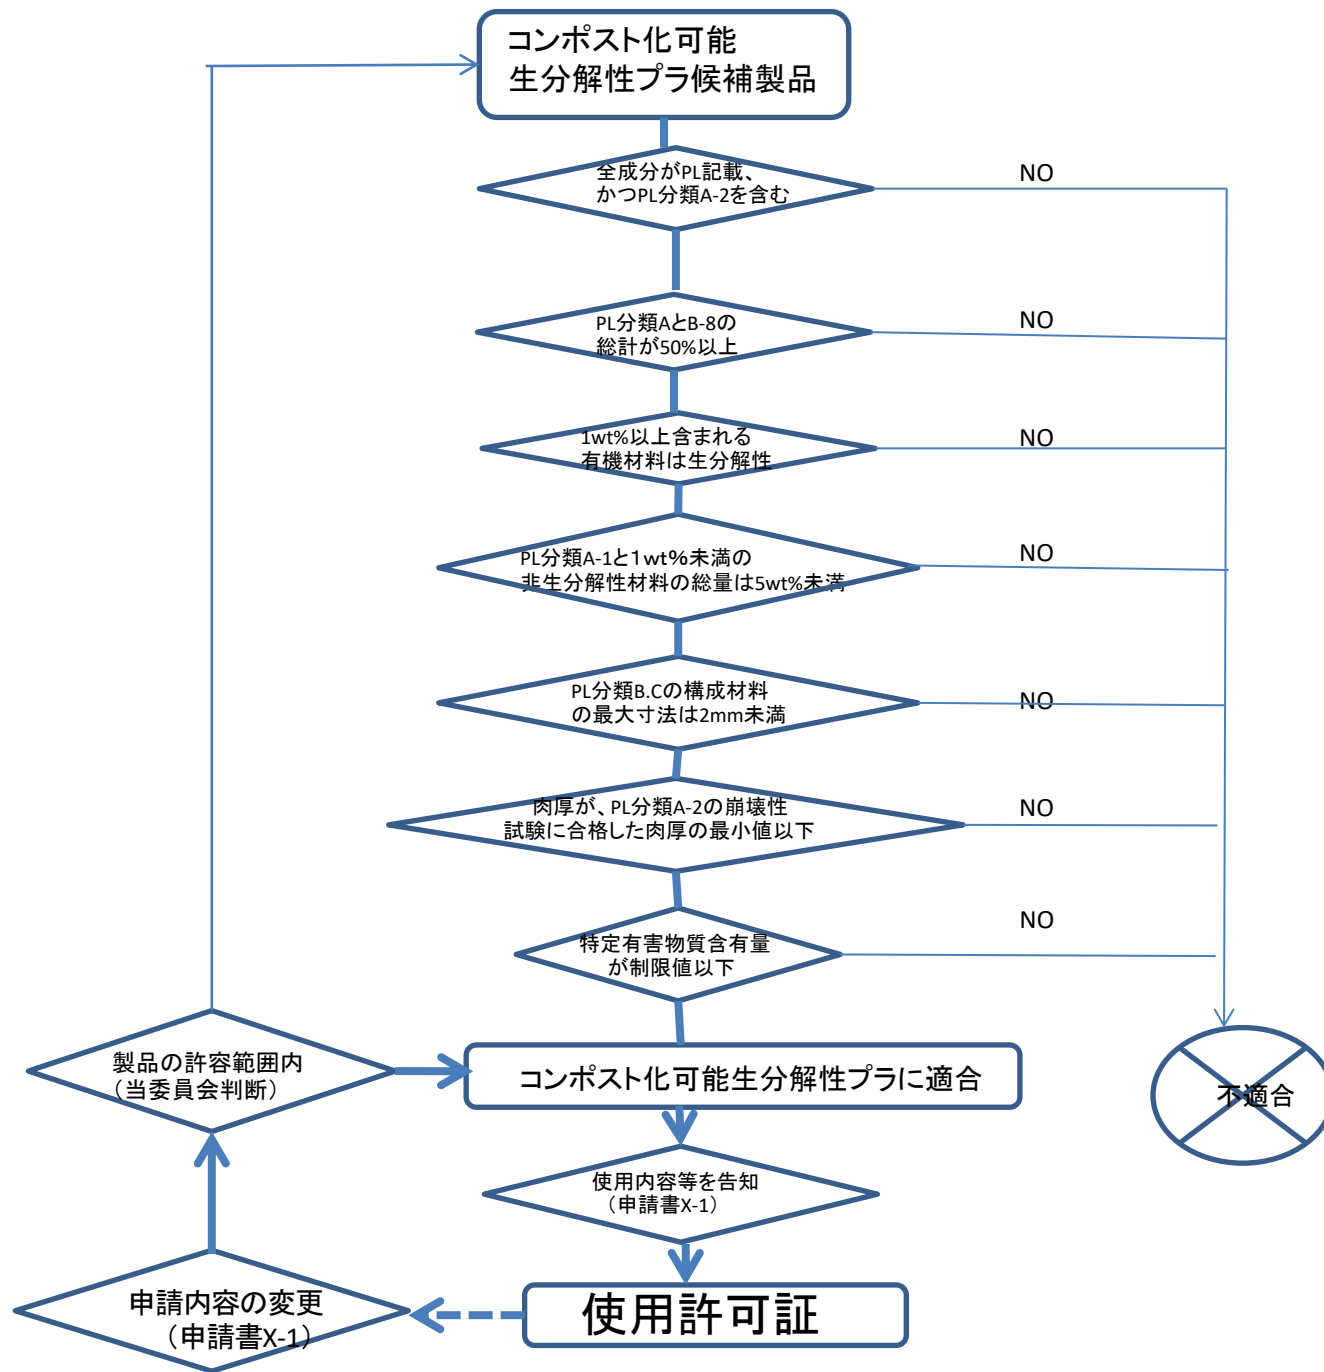 コンポスト化可能
生分解性プラ候補製品
全成分がPL記載、
かつPL分類A-2を含む
NO
PL分類AとB-8の
総計が50%以上
NO
1wt%以上含まれる
有機材料は生分解性
NO
PL分類A-1と1wt%未満の
非生分解性材料の総量は5wt%未満
NO
PL分類B.Cの構成材料
の最大寸法は2mm未満
NO
肉厚が、PL分類A-2の崩壊性
試験に合格した肉厚の最小値以下
NO
特定有害物質含有量
が制限値以下
NO
製品の許容範囲内
(当委員会判断)
コンポスト化可能生分解性プラに適合
不適合
使用内容等を告知
(申請書X-1)
申請内容の変更
(申請書X-1)
使用許可証